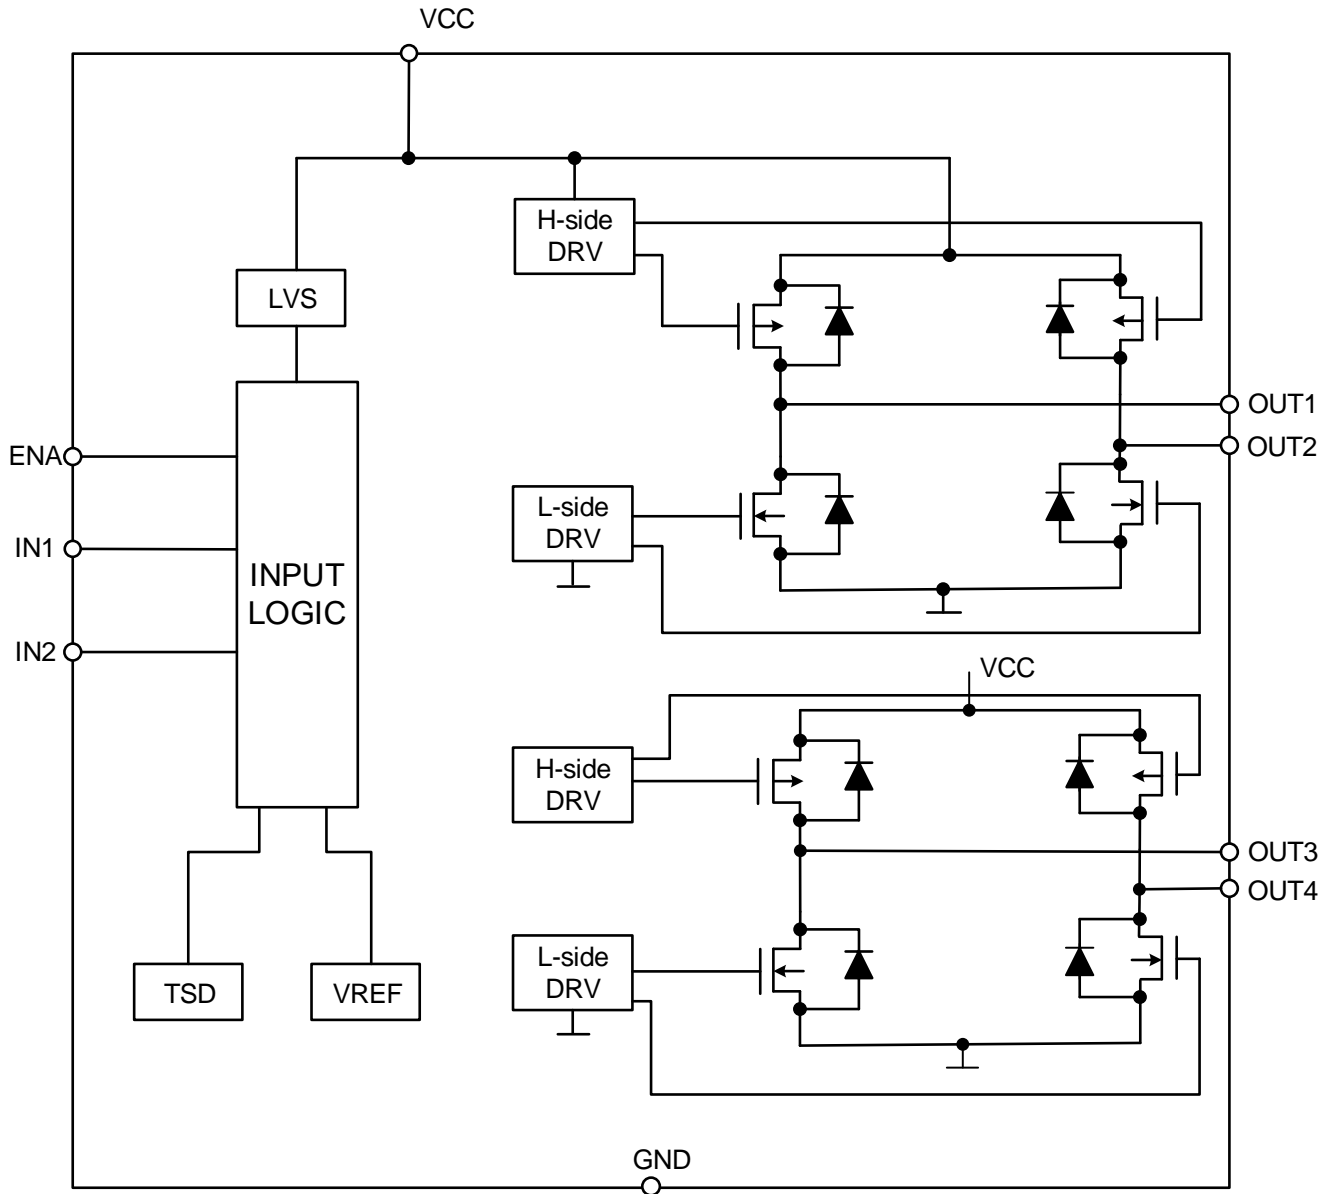 VCC
H-side
DRV
LVS
OUT1
ENA
OUT2
L-side
DRV
IN1
INPUT
LOGIC
IN2
VCC
H-side
DRV
OUT3
OUT4
L-side
DRV
TSD
VREF
GND